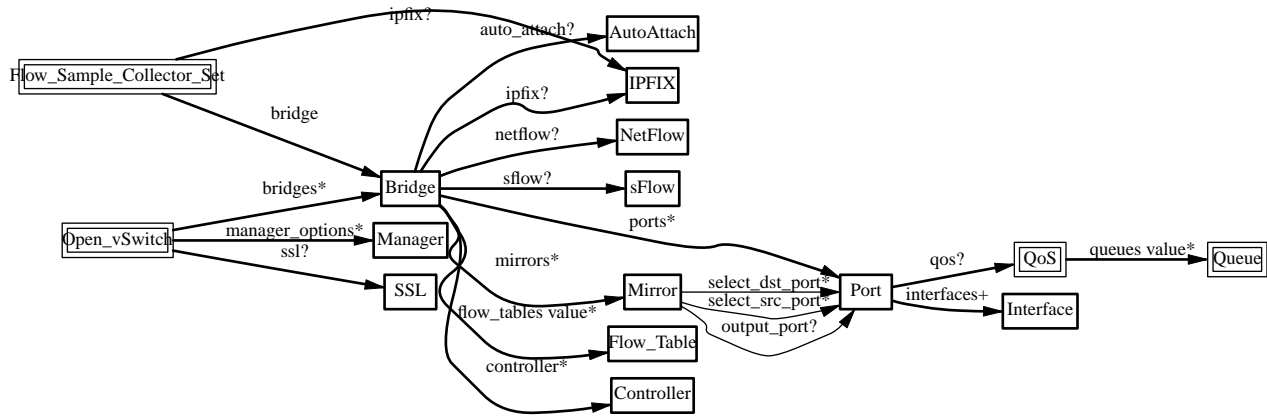 ipfix?
auto_attach?
AutoAttach
Flow_Sample_Collector_Set
IPFIX
ipfix?
bridge
netflow?
NetFlow
Bridge
sflow?
sFlow
bridges*
ports*
Open_vSwitch
manager_options*
Manager
ssl?
mirrors*
qos?
QoS
queues value*
Queue
SSL
Mirror
select_dst_port*
Port
select_src_port*
interfaces+
Interface
flow_tables value*
output_port?
Flow_Table
controller*
Controller